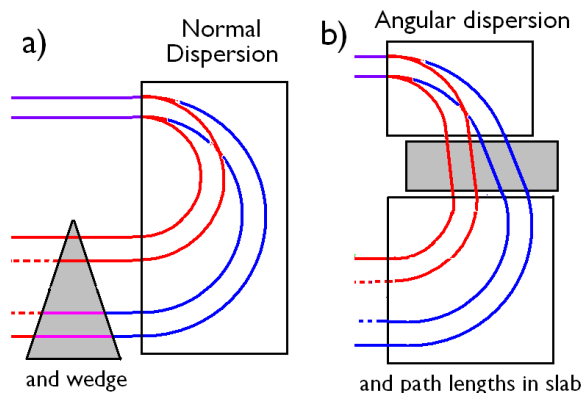 a)
Normal
Dispersion
and wedge
b)
Angular dispersion
and path lengths in slab